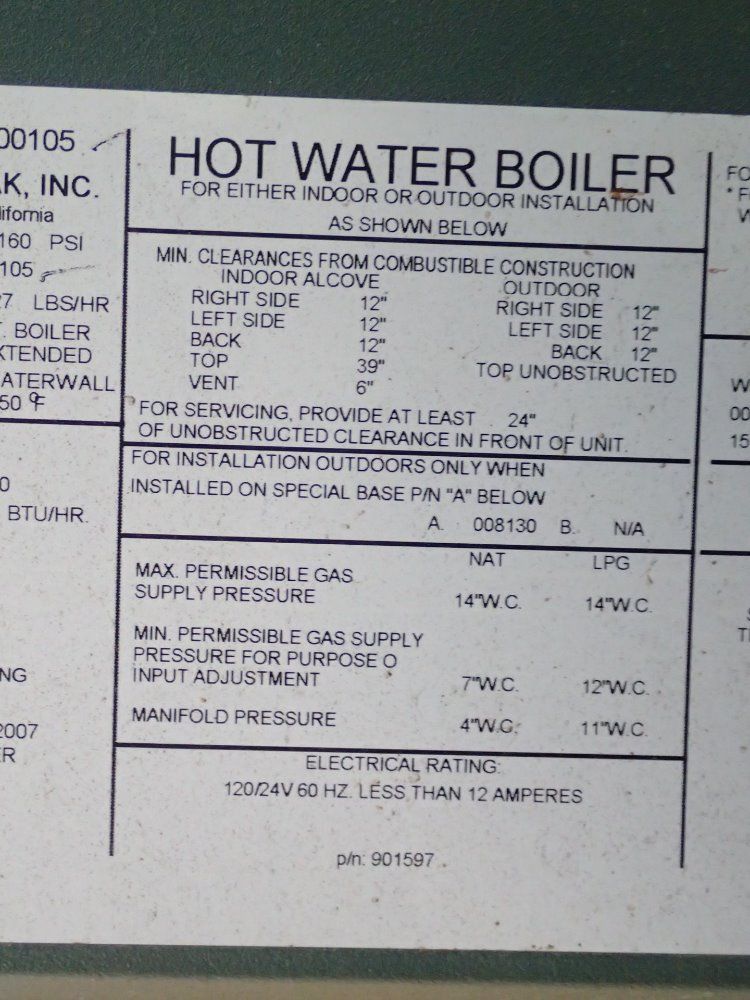 00105
K, INC.
lifornia
160 PSI
105
27 LBS/HR
T. BOILER
XTENDED
ATERWALL
50 °F
0
BTU/HR.
NG
2007
ER
HOT WATER BOILER
FOR EITHER INDOOR OR OUTDOOR INSTALLATION
AS SHOWN BELOW
MIN. CLEARANCES FROM COMBUSTIBLE CONSTRUCTION
INDOOR ALCOVE OUTDOOR
RIGHT SIDE 12" RIGHT SIDE 12"
LEFT SIDE 12" LEFT SIDE 12"
BACK 12" BACK 12"
TOP 39" TOP UNOBSTRUCTED
VENT 6"
FOR SERVICING, PROVIDE AT LEAST 24"
OF UNOBSTRUCTED CLEARANCE IN FRONT OF UNIT.
FOR INSTALLATION OUTDOORS ONLY WHEN
INSTALLED ON SPECIAL BASE P/N "A" BELOW
A. 008130 B. N/A
NAT LPG
MAX. PERMISSIBLE GAS
SUPPLY PRESSURE 14"W.C. 14"W.C.
MIN. PERMISSIBLE GAS SUPPLY
PRESSURE FOR PURPOSE O
INPUT ADJUSTMENT 7"W.C. 12"W.C.
MANIFOLD PRESSURE 4"W.C. 11"W.C.
ELECTRICAL RATING:
120/24V 60 HZ. LESS THAN 12 AMPERES
p/n: 901597
FO
* F
W
W
00
15